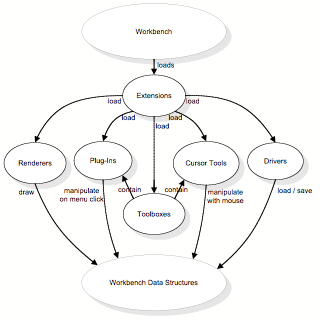 Workbench
loads
Extensions
load
load
load
load
load
Renderers
Plug-Ins
Cursor Tools
Drivers
draw
manipulate
on menu click
contain
contain
manipulate
with mouse
load / save
Toolboxes
Workbench Data Structures